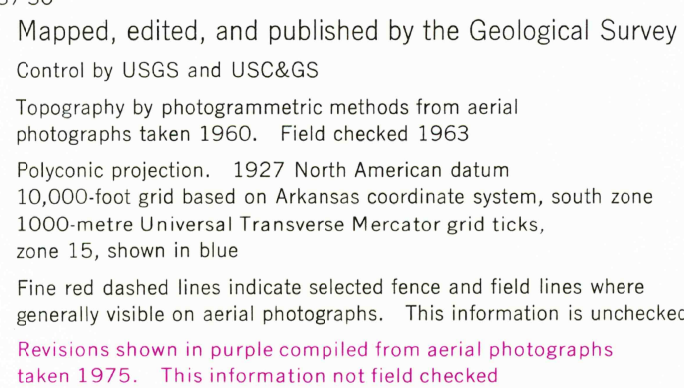 Mapped, edited, and published by the Geological Survey
Control by USGS and USC&GS
Topography by photogrammetric methods from aerial
photographs taken 1960. Field checked 1963
Polyconic projection. 1927 North American datum
10,000-foot grid based on Arkansas coordinate system, south zone
1000-metre Universal Transverse Mercator grid ticks,
zone 15, shown in blue
Fine red dashed lines indicate selected fence and field lines where
generally visible on aerial photographs. This information is unchecked
Revisions shown in purple compiled from aerial photographs
taken 1975. This information not field checked